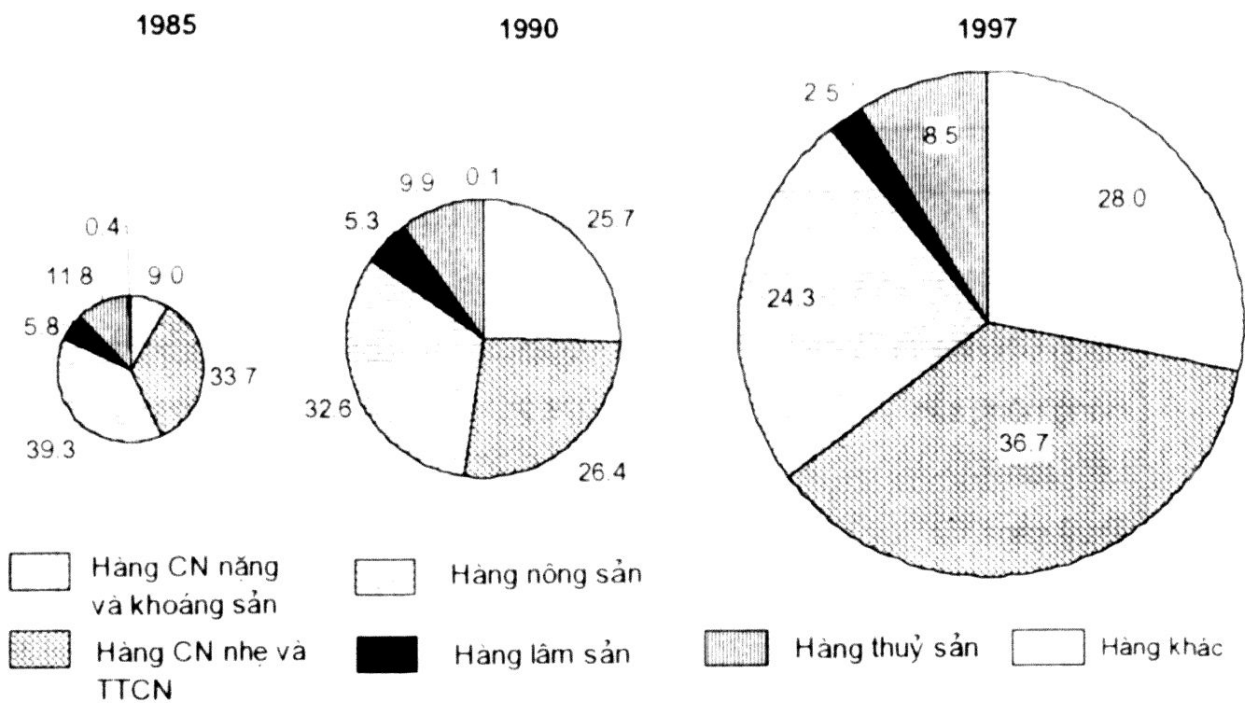 1985
1990
1997
0.4
11.8
9.0
5.8
33.7
39.3
9.9
0.1
5.3
25.7
32.6
26.4
2.5
8.5
28.0
24.3
36.7
Hàng CN nặng
và khoáng sản
Hàng nông sản
Hàng CN nhẹ và
TTCN
Hàng lâm sản
Hàng thuỷ sản
Hàng khác